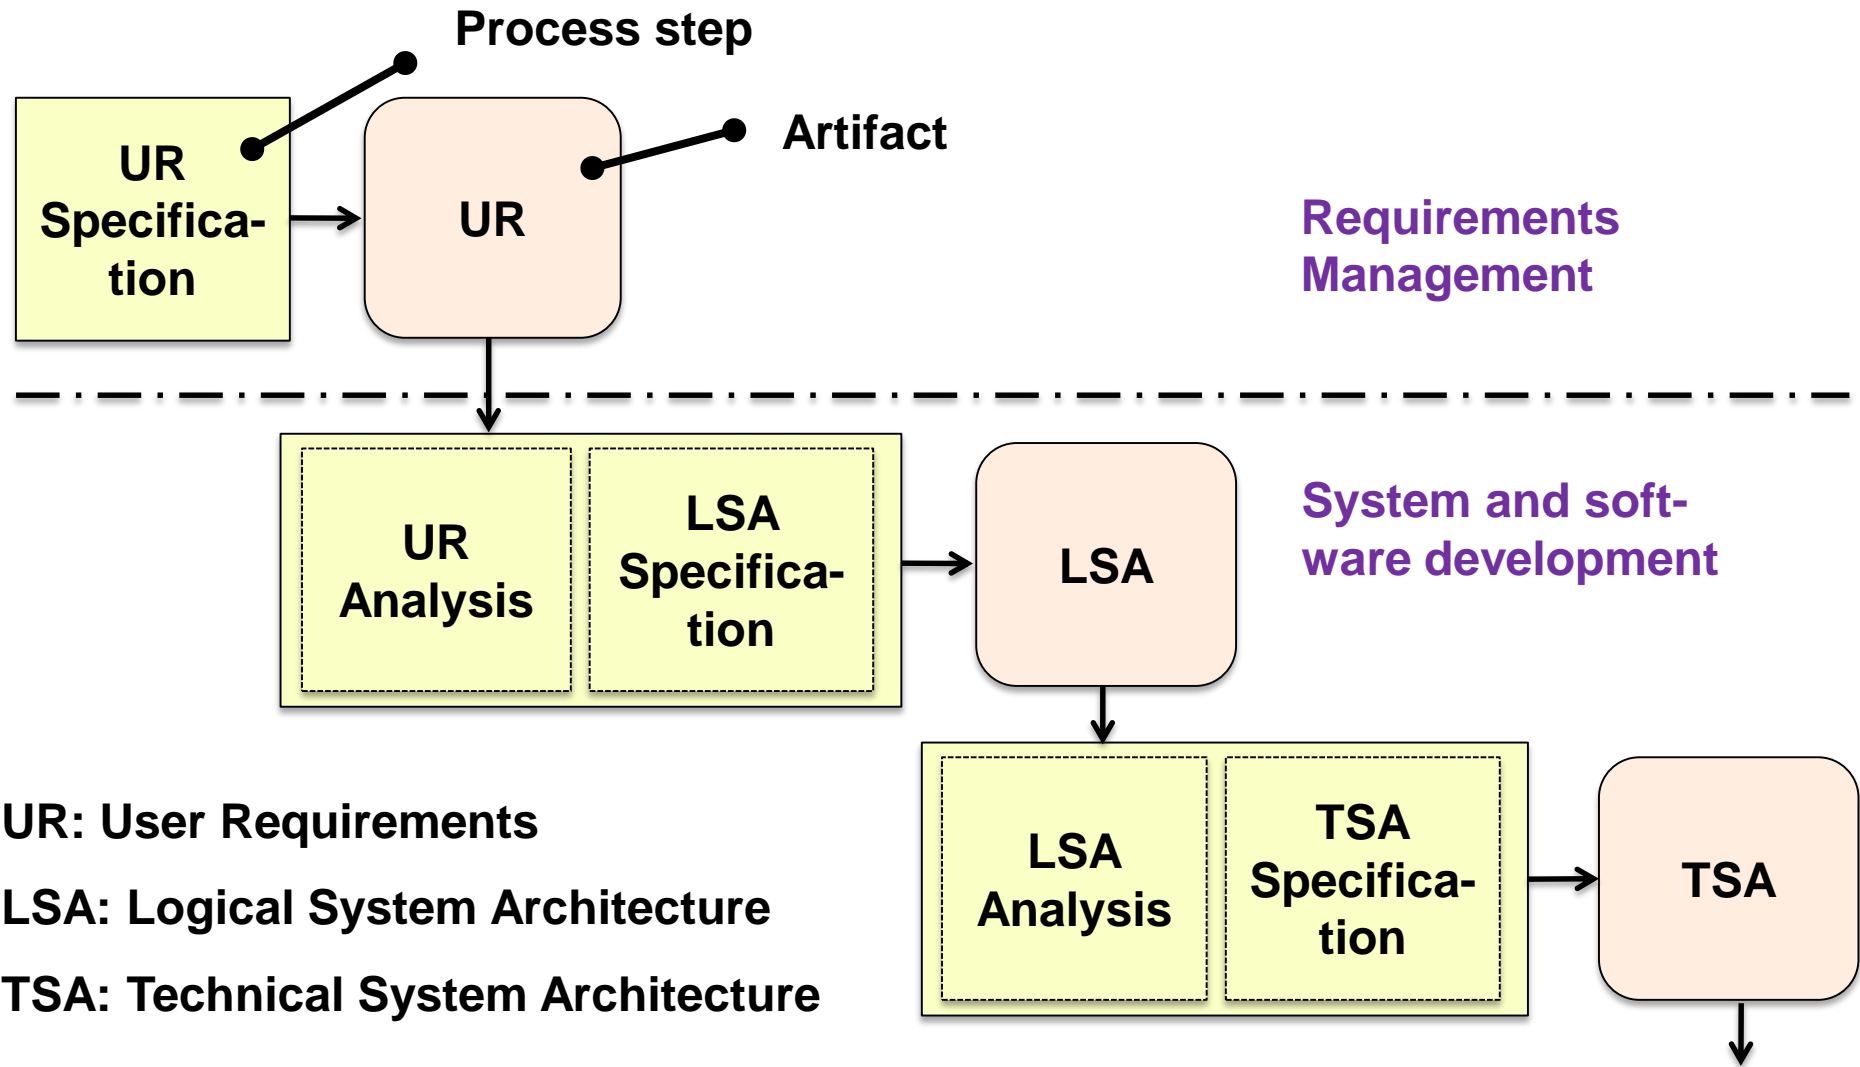 Process step
Artifact
UR
Specifica-
tion
UR
Requirements
Management
UR
Analysis
LSA
Specifica-
tion
LSA
System and soft-
ware development
LSA
Analysis
TSA
Specifica-
tion
TSA
UR: User Requirements
LSA: Logical System Architecture
TSA: Technical System Architecture